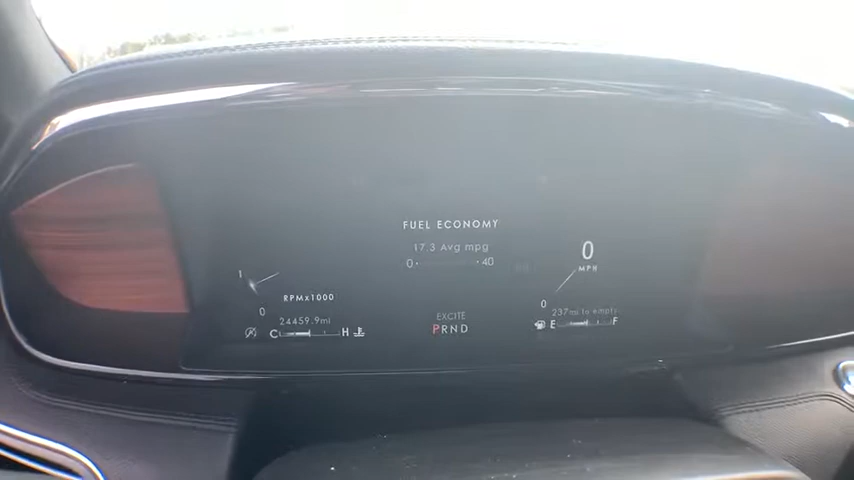 FUEL ECONOMY
17.3 Avg mpg
0 40
0
MPH
1
0
RPMx1000
0
24459.9mi
237mi to empty
C H
EXCITE
PRND
E F